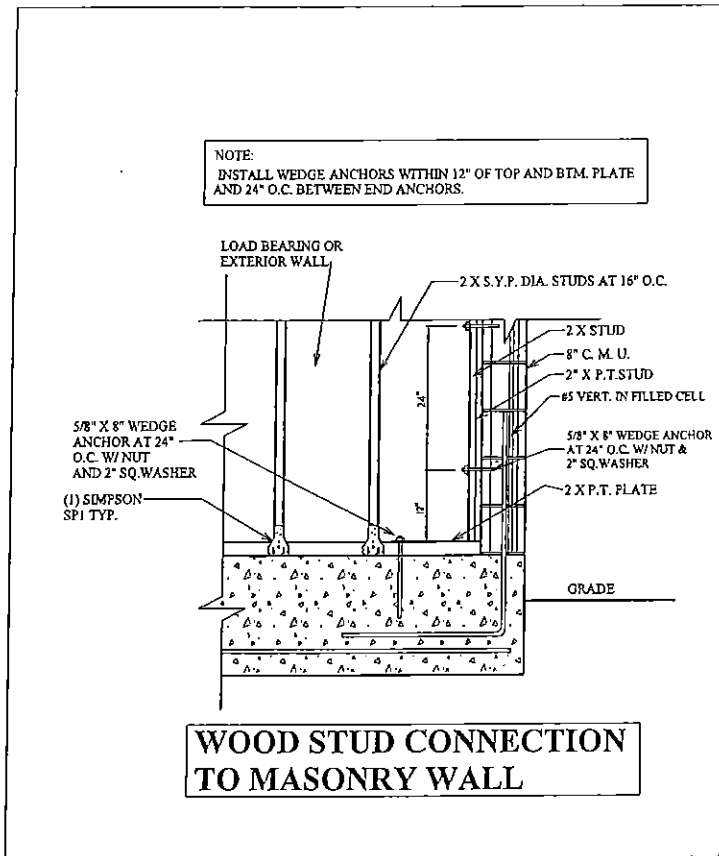 NOTE:
INSTALL WEDGE ANCHORS WITHIN 12" OF TOP AND BTM. PLATE
AND 24" O.C. BETWEEN END ANCHORS.
LOAD BEARING OR
EXTERIOR WALL
2 X S.Y.P. DIA. STUDS AT 16" O.C.
2 X STUD
8" C. M. U.
2" X P.T.STUD
#5 VERT. IN FILLED CELL
5/8" X 8" WEDGE ANCHOR
AT 24" O.C. W/ NUT &
2" SQ.WASHER
2 X P.T. PLATE
24"
12"
5/8" X 8" WEDGE
ANCHOR AT 24"
O.C. W/ NUT
AND 2" SQ.WASHER
(1) SIMPSON
SP1 TYP.
GRADE
WOOD STUD CONNECTION
TO MASONRY WALL